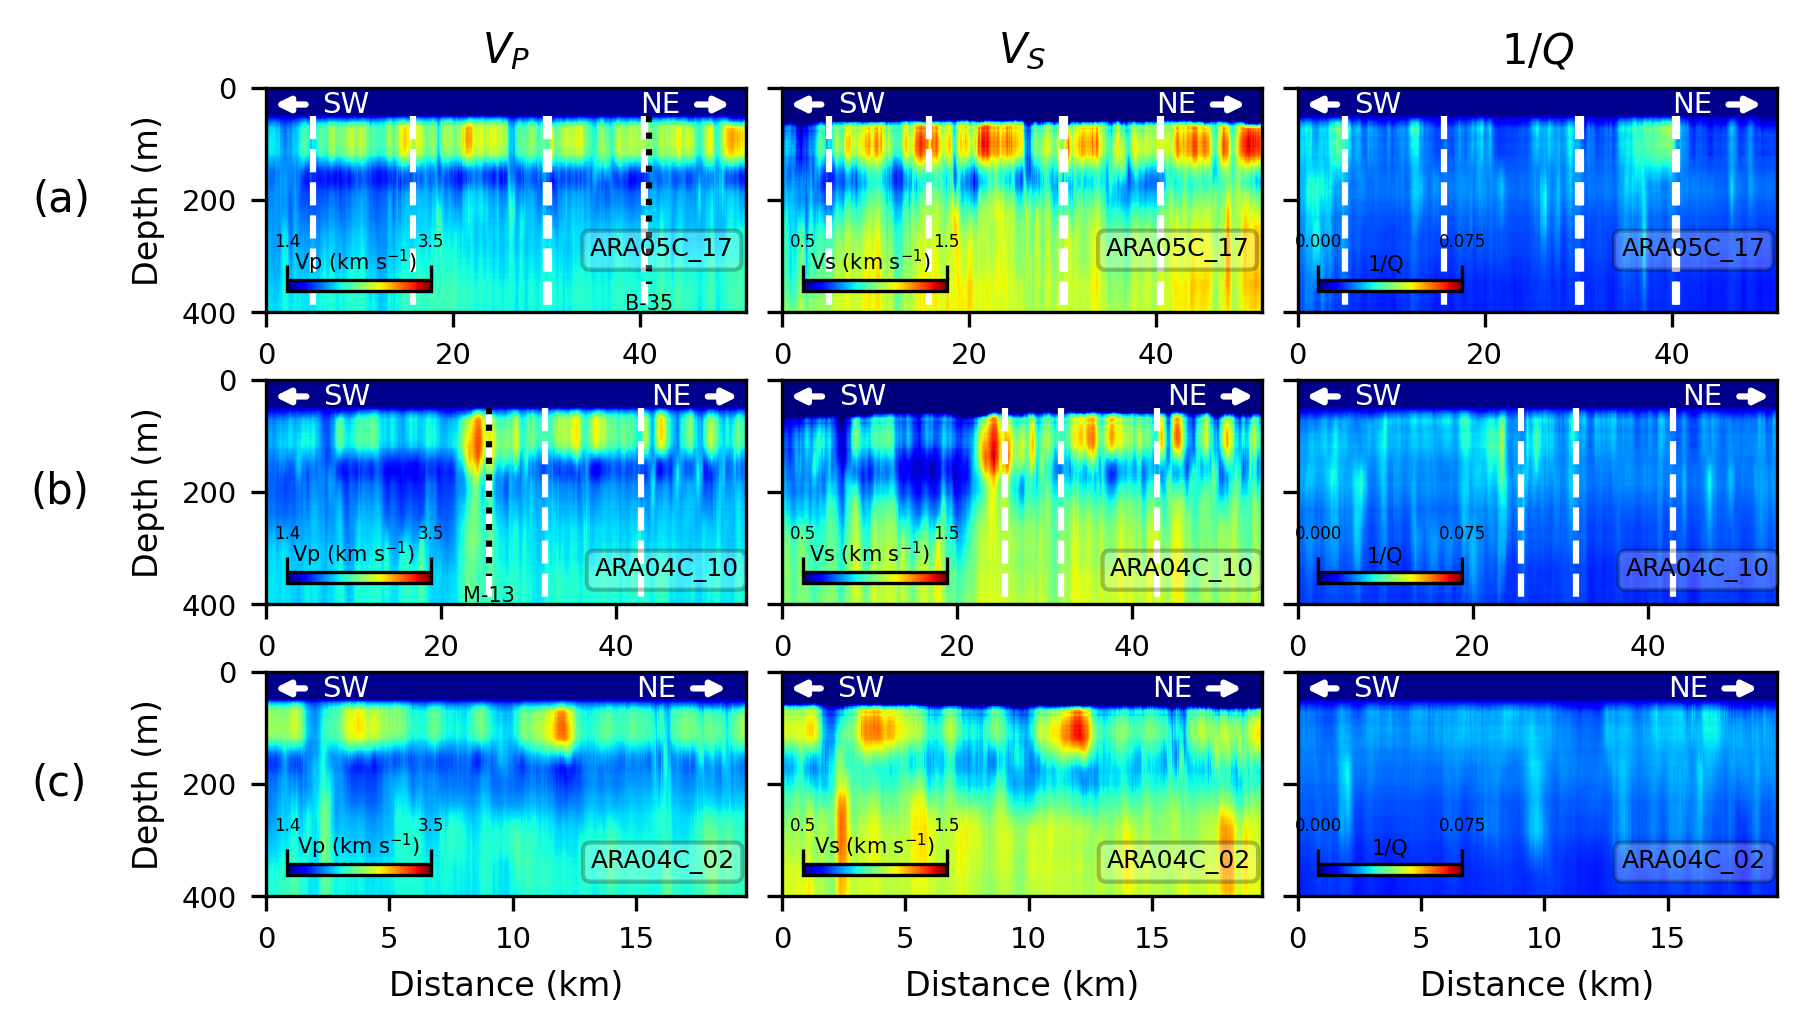 V_P V_S 1/Q
(a)
Depth (m)
0
200
400
SW NE
1.4 3.5
Vp (km s⁻¹)
ARA05C_17
B-35
0 20 40
SW NE
0.5 1.5
Vs (km s⁻¹)
ARA05C_17
0 20 40
SW NE
0.000 0.075
1/Q
ARA05C_17
0 20 40
(b)
Depth (m)
0
200
400
SW NE
1.4 3.5
Vp (km s⁻¹)
ARA04C_10
M-13
0 20 40
SW NE
0.5 1.5
Vs (km s⁻¹)
ARA04C_10
0 20 40
SW NE
0.000 0.075
1/Q
ARA04C_10
0 20 40
(c)
Depth (m)
0
200
400
SW NE
1.4 3.5
Vp (km s⁻¹)
ARA04C_02
0 5 10 15
Distance (km)
SW NE
0.5 1.5
Vs (km s⁻¹)
ARA04C_02
0 5 10 15
Distance (km)
SW NE
0.000 0.075
1/Q
ARA04C_02
0 5 10 15
Distance (km)